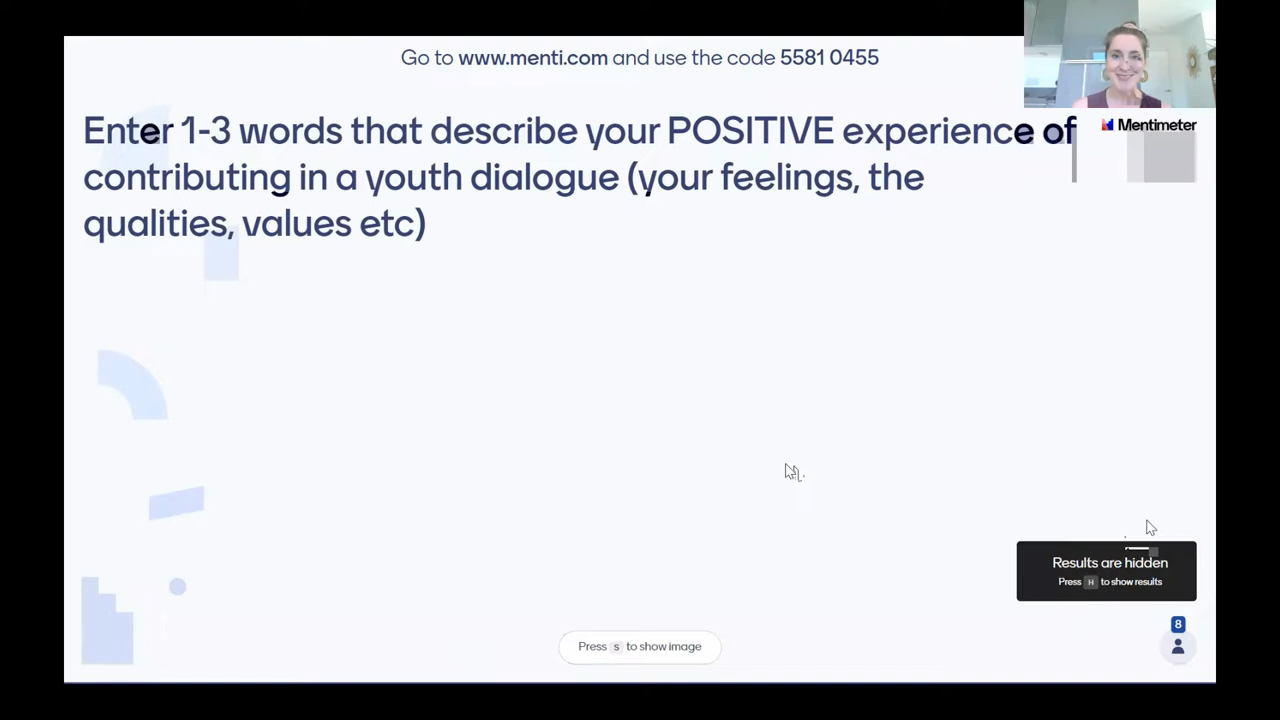 Go to www.menti.com and use the code 5581 0455
Mentimeter
Enter 1-3 words that describe your POSITIVE experience of
contributing in a youth dialogue (your feelings, the
qualities, values etc)
Results are hidden
Press H to show results
8
Press S to show image